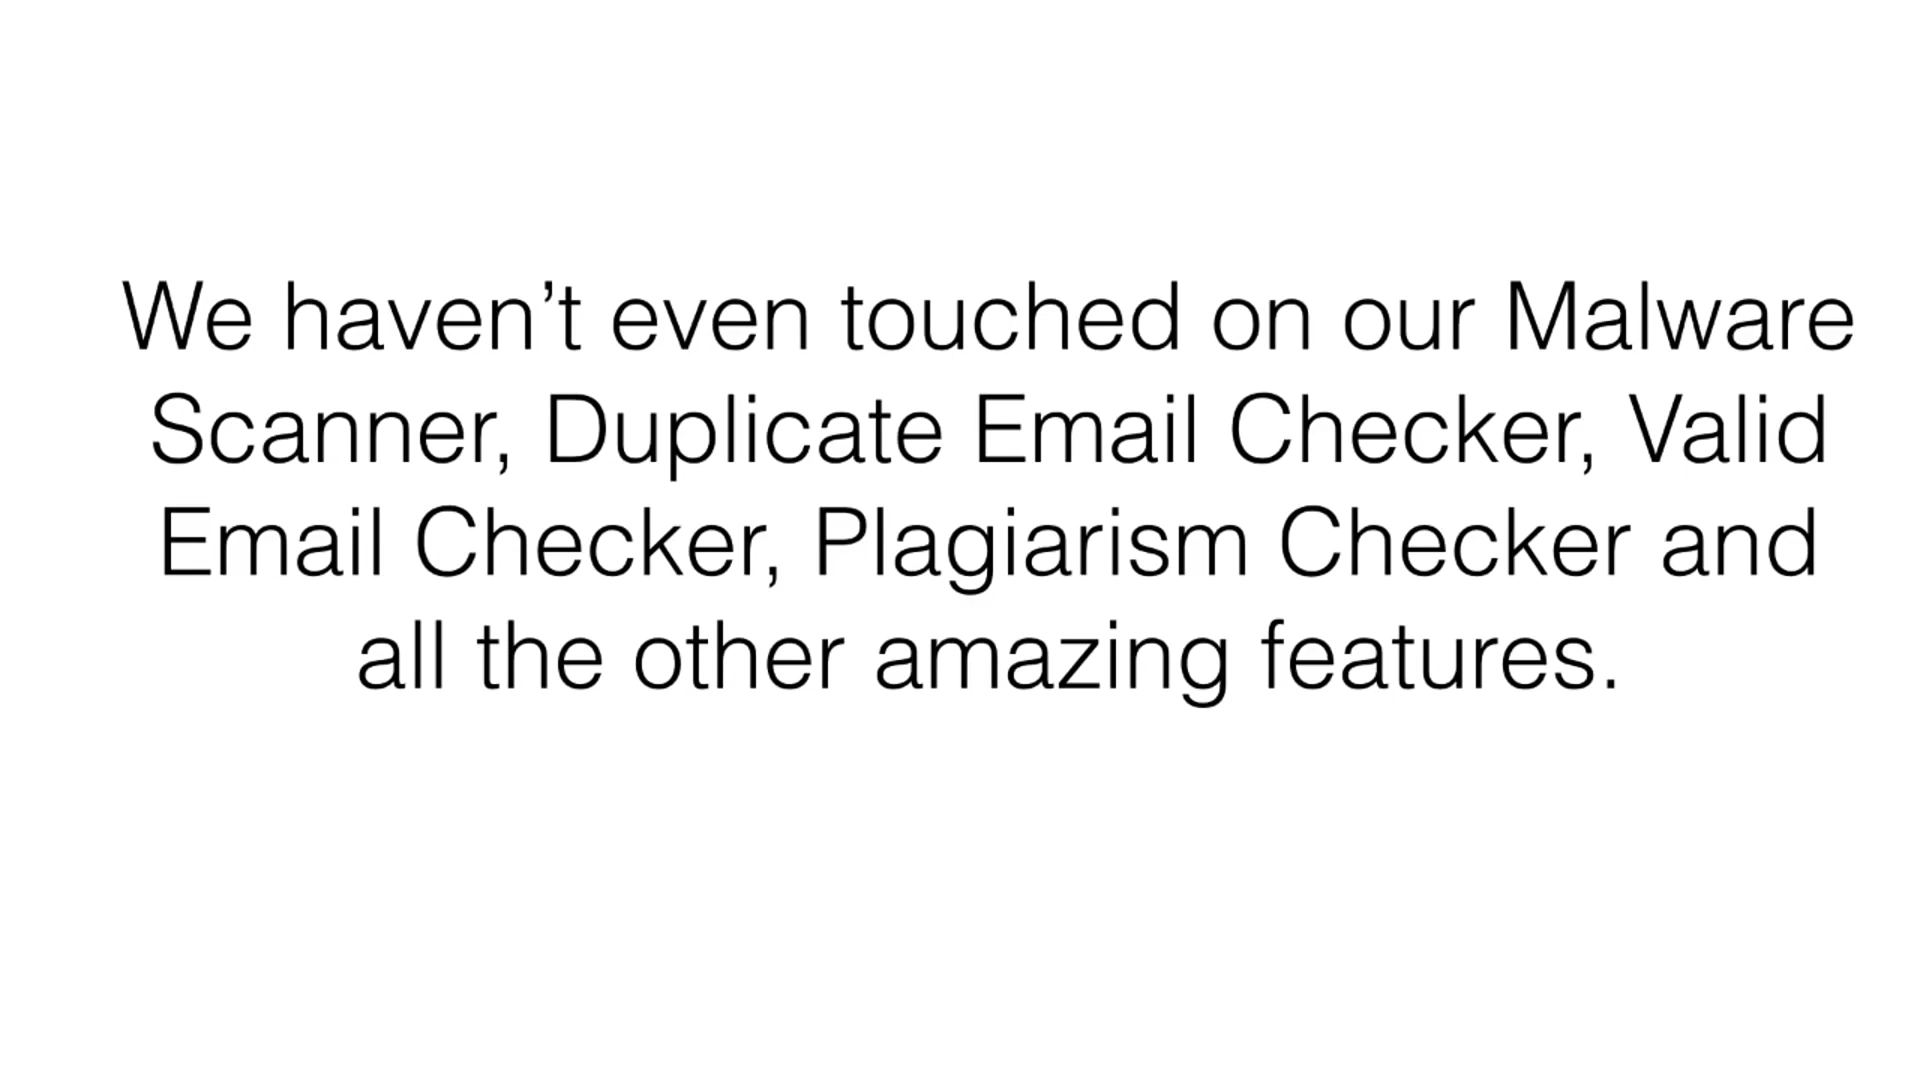 We haven’t even touched on our Malware
Scanner, Duplicate Email Checker, Valid
Email Checker, Plagiarism Checker and
all the other amazing features.